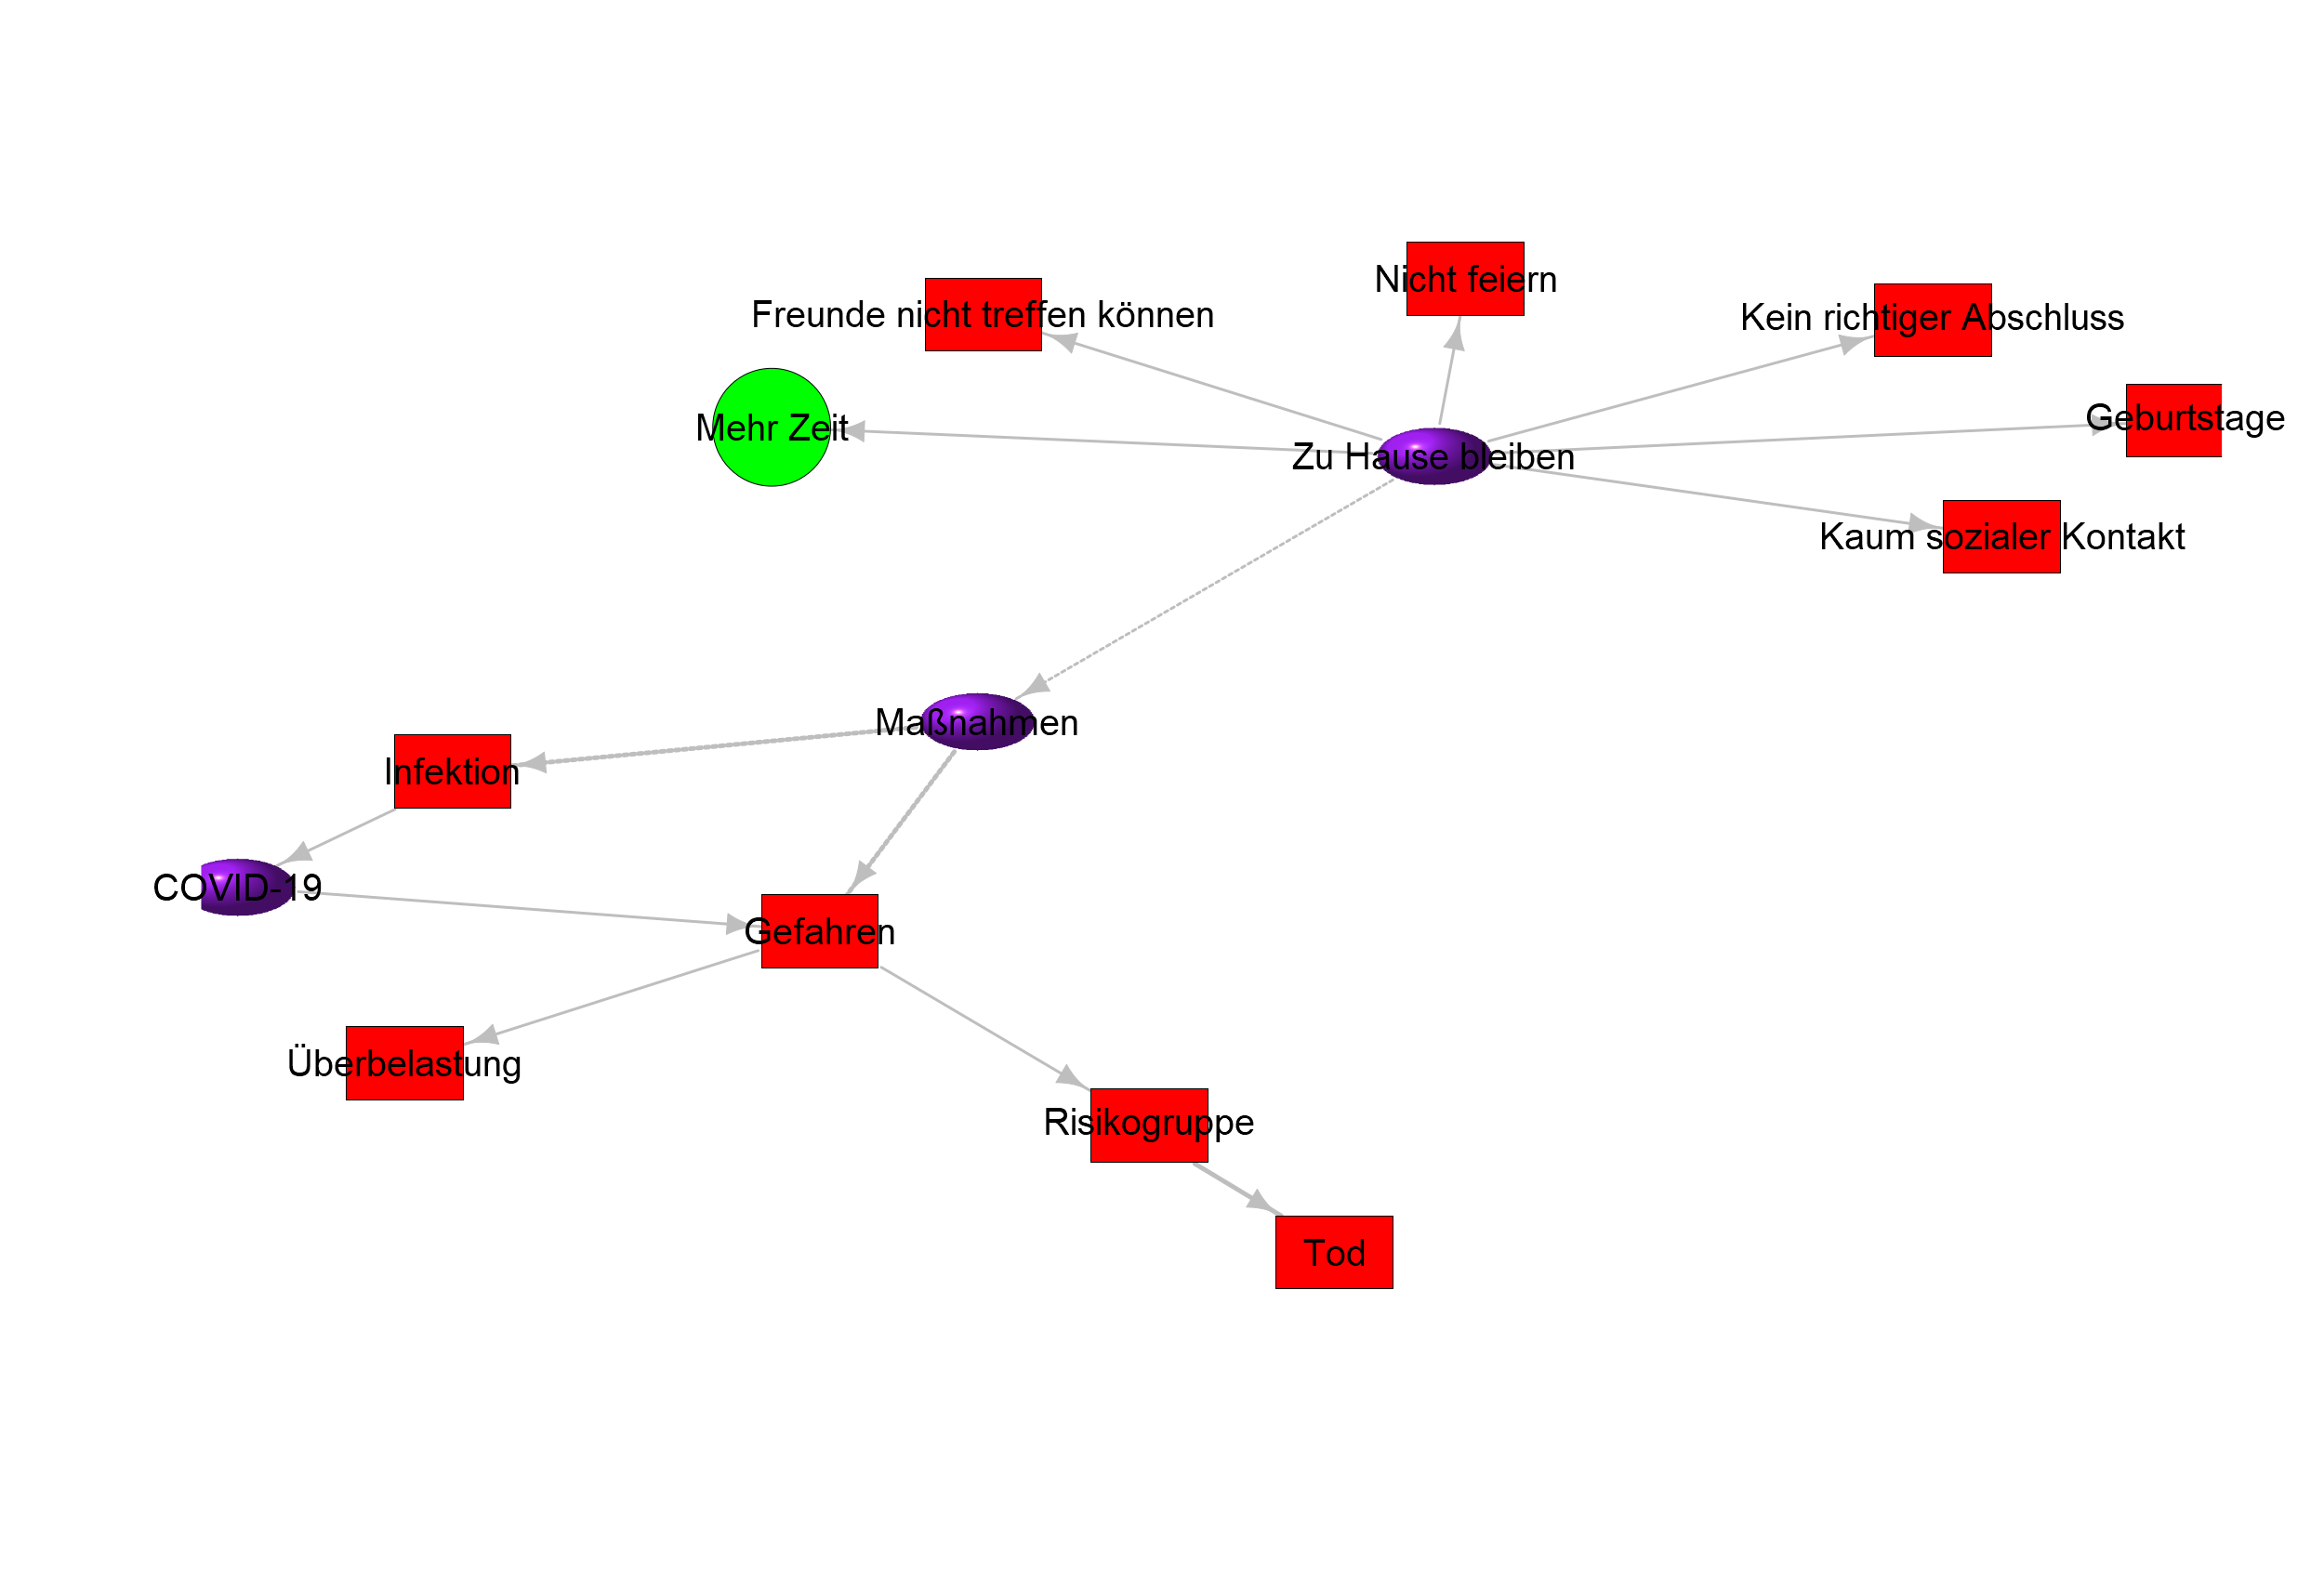 Nicht feiern
Freunde nicht treffen können
Kein richtiger Abschluss
Mehr Zeit
Geburtstage
Zu Hause bleiben
Kaum sozialer Kontakt
Maßnahmen
Infektion
COVID-19
Gefahren
Überbelastung
Risikogruppe
Tod